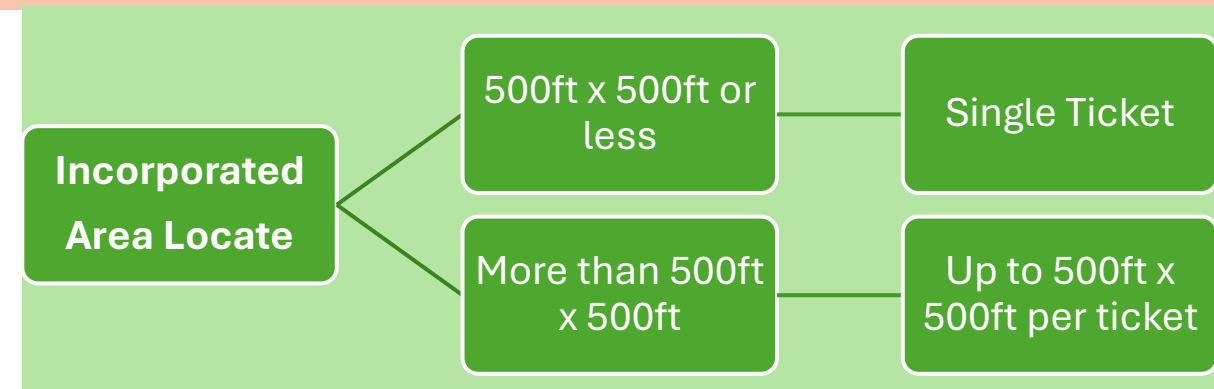 Incorporated
Area Locate
500ft x 500ft or
less
Single Ticket
More than 500ft
x 500ft
Up to 500ft x
500ft per ticket